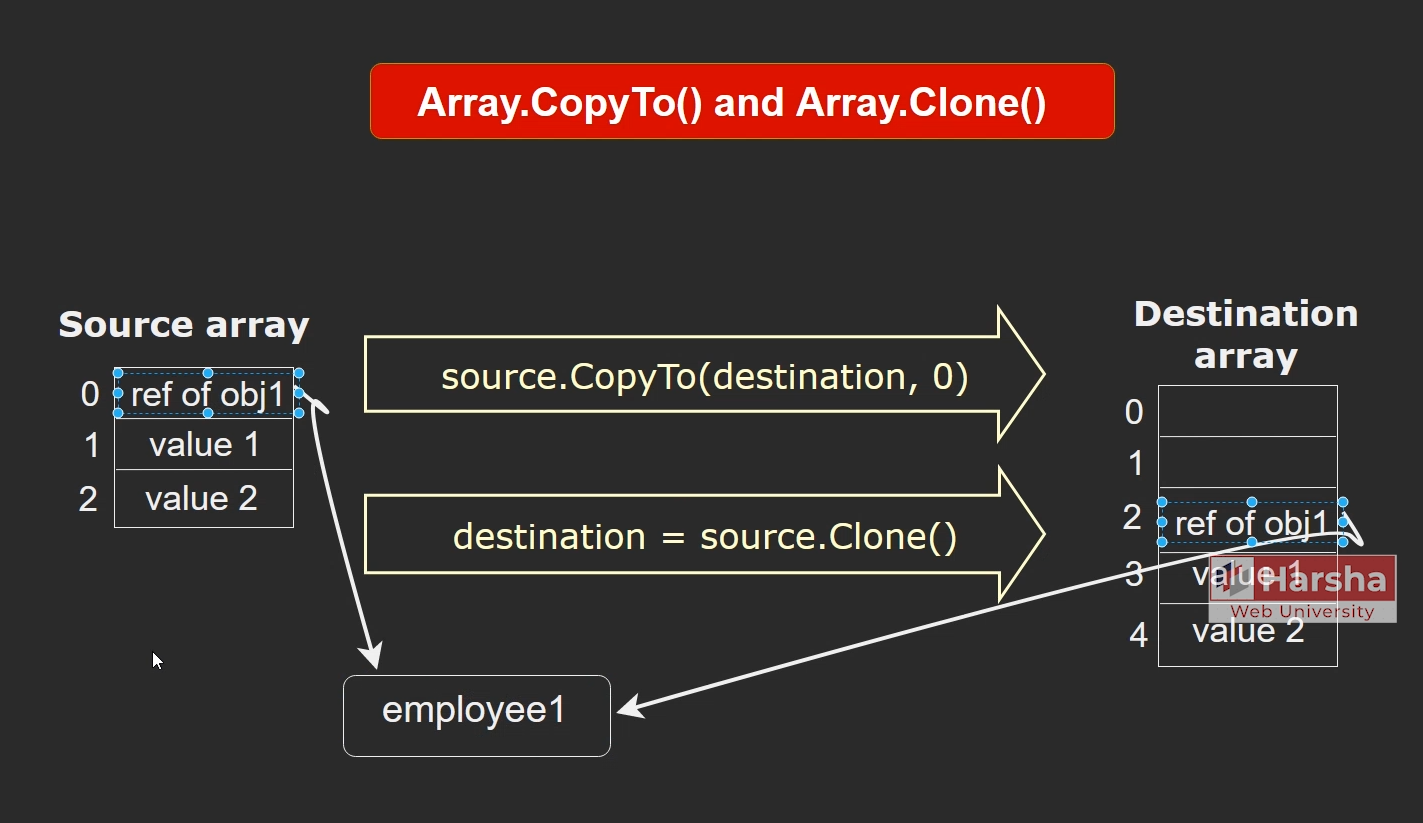 Array.CopyTo() and Array.Clone()
Source array
0 ref of obj1
1 value 1
2 value 2
source.CopyTo(destination, 0)
destination = source.Clone()
Destination
array
0
1
2 ref of obj1
3 value 1
4 value 2
Harsha
Web University
employee1